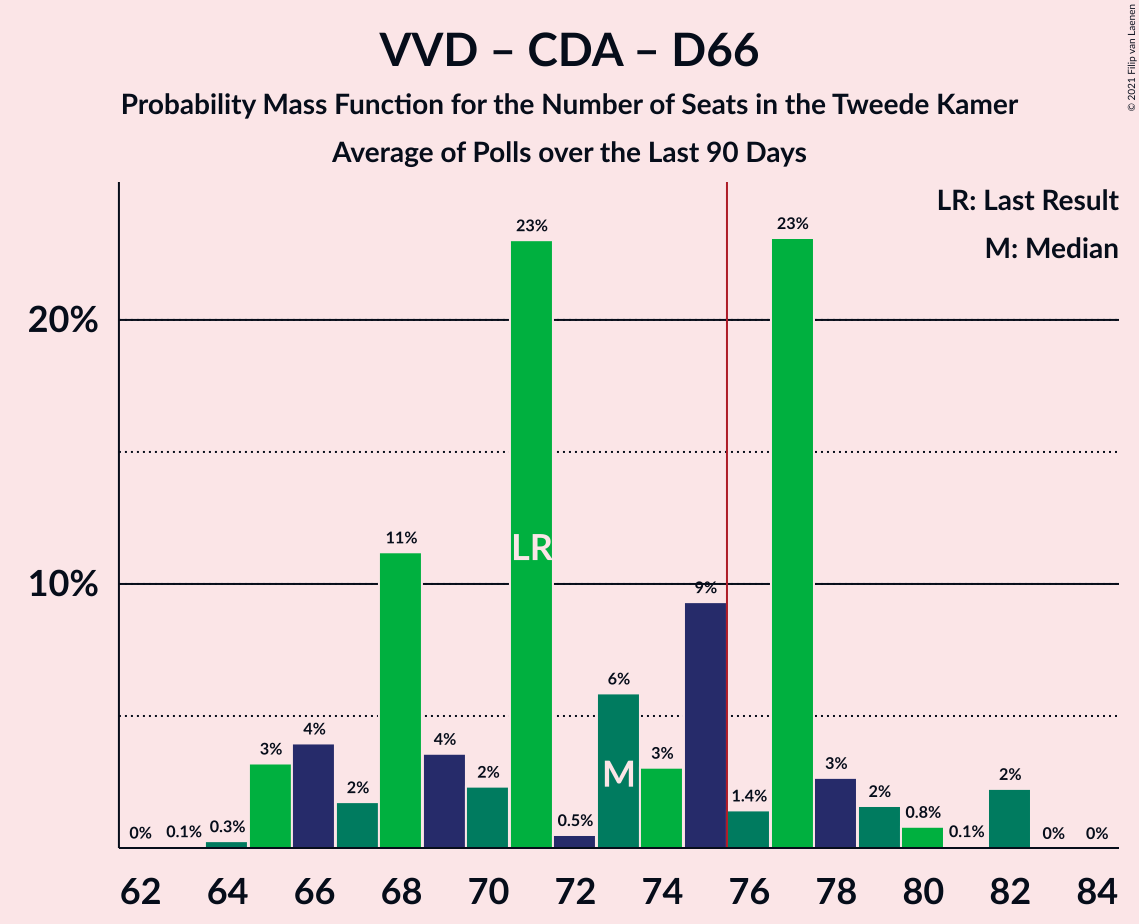 VVD – CDA – D66
Probability Mass Function for the Number of Seats in the Tweede Kamer
Average of Polls over the Last 90 Days
© 2021 Filip van Laenen
LR: Last Result
M: Median
20%
10%
0%
0.1%
0.3%
3%
4%
2%
11%
4%
2%
23%
0.5%
6%
3%
9%
1.4%
23%
3%
2%
0.8%
0.1%
2%
0%
0%
LR
M
62 64 66 68 70 72 74 76 78 80 82 84